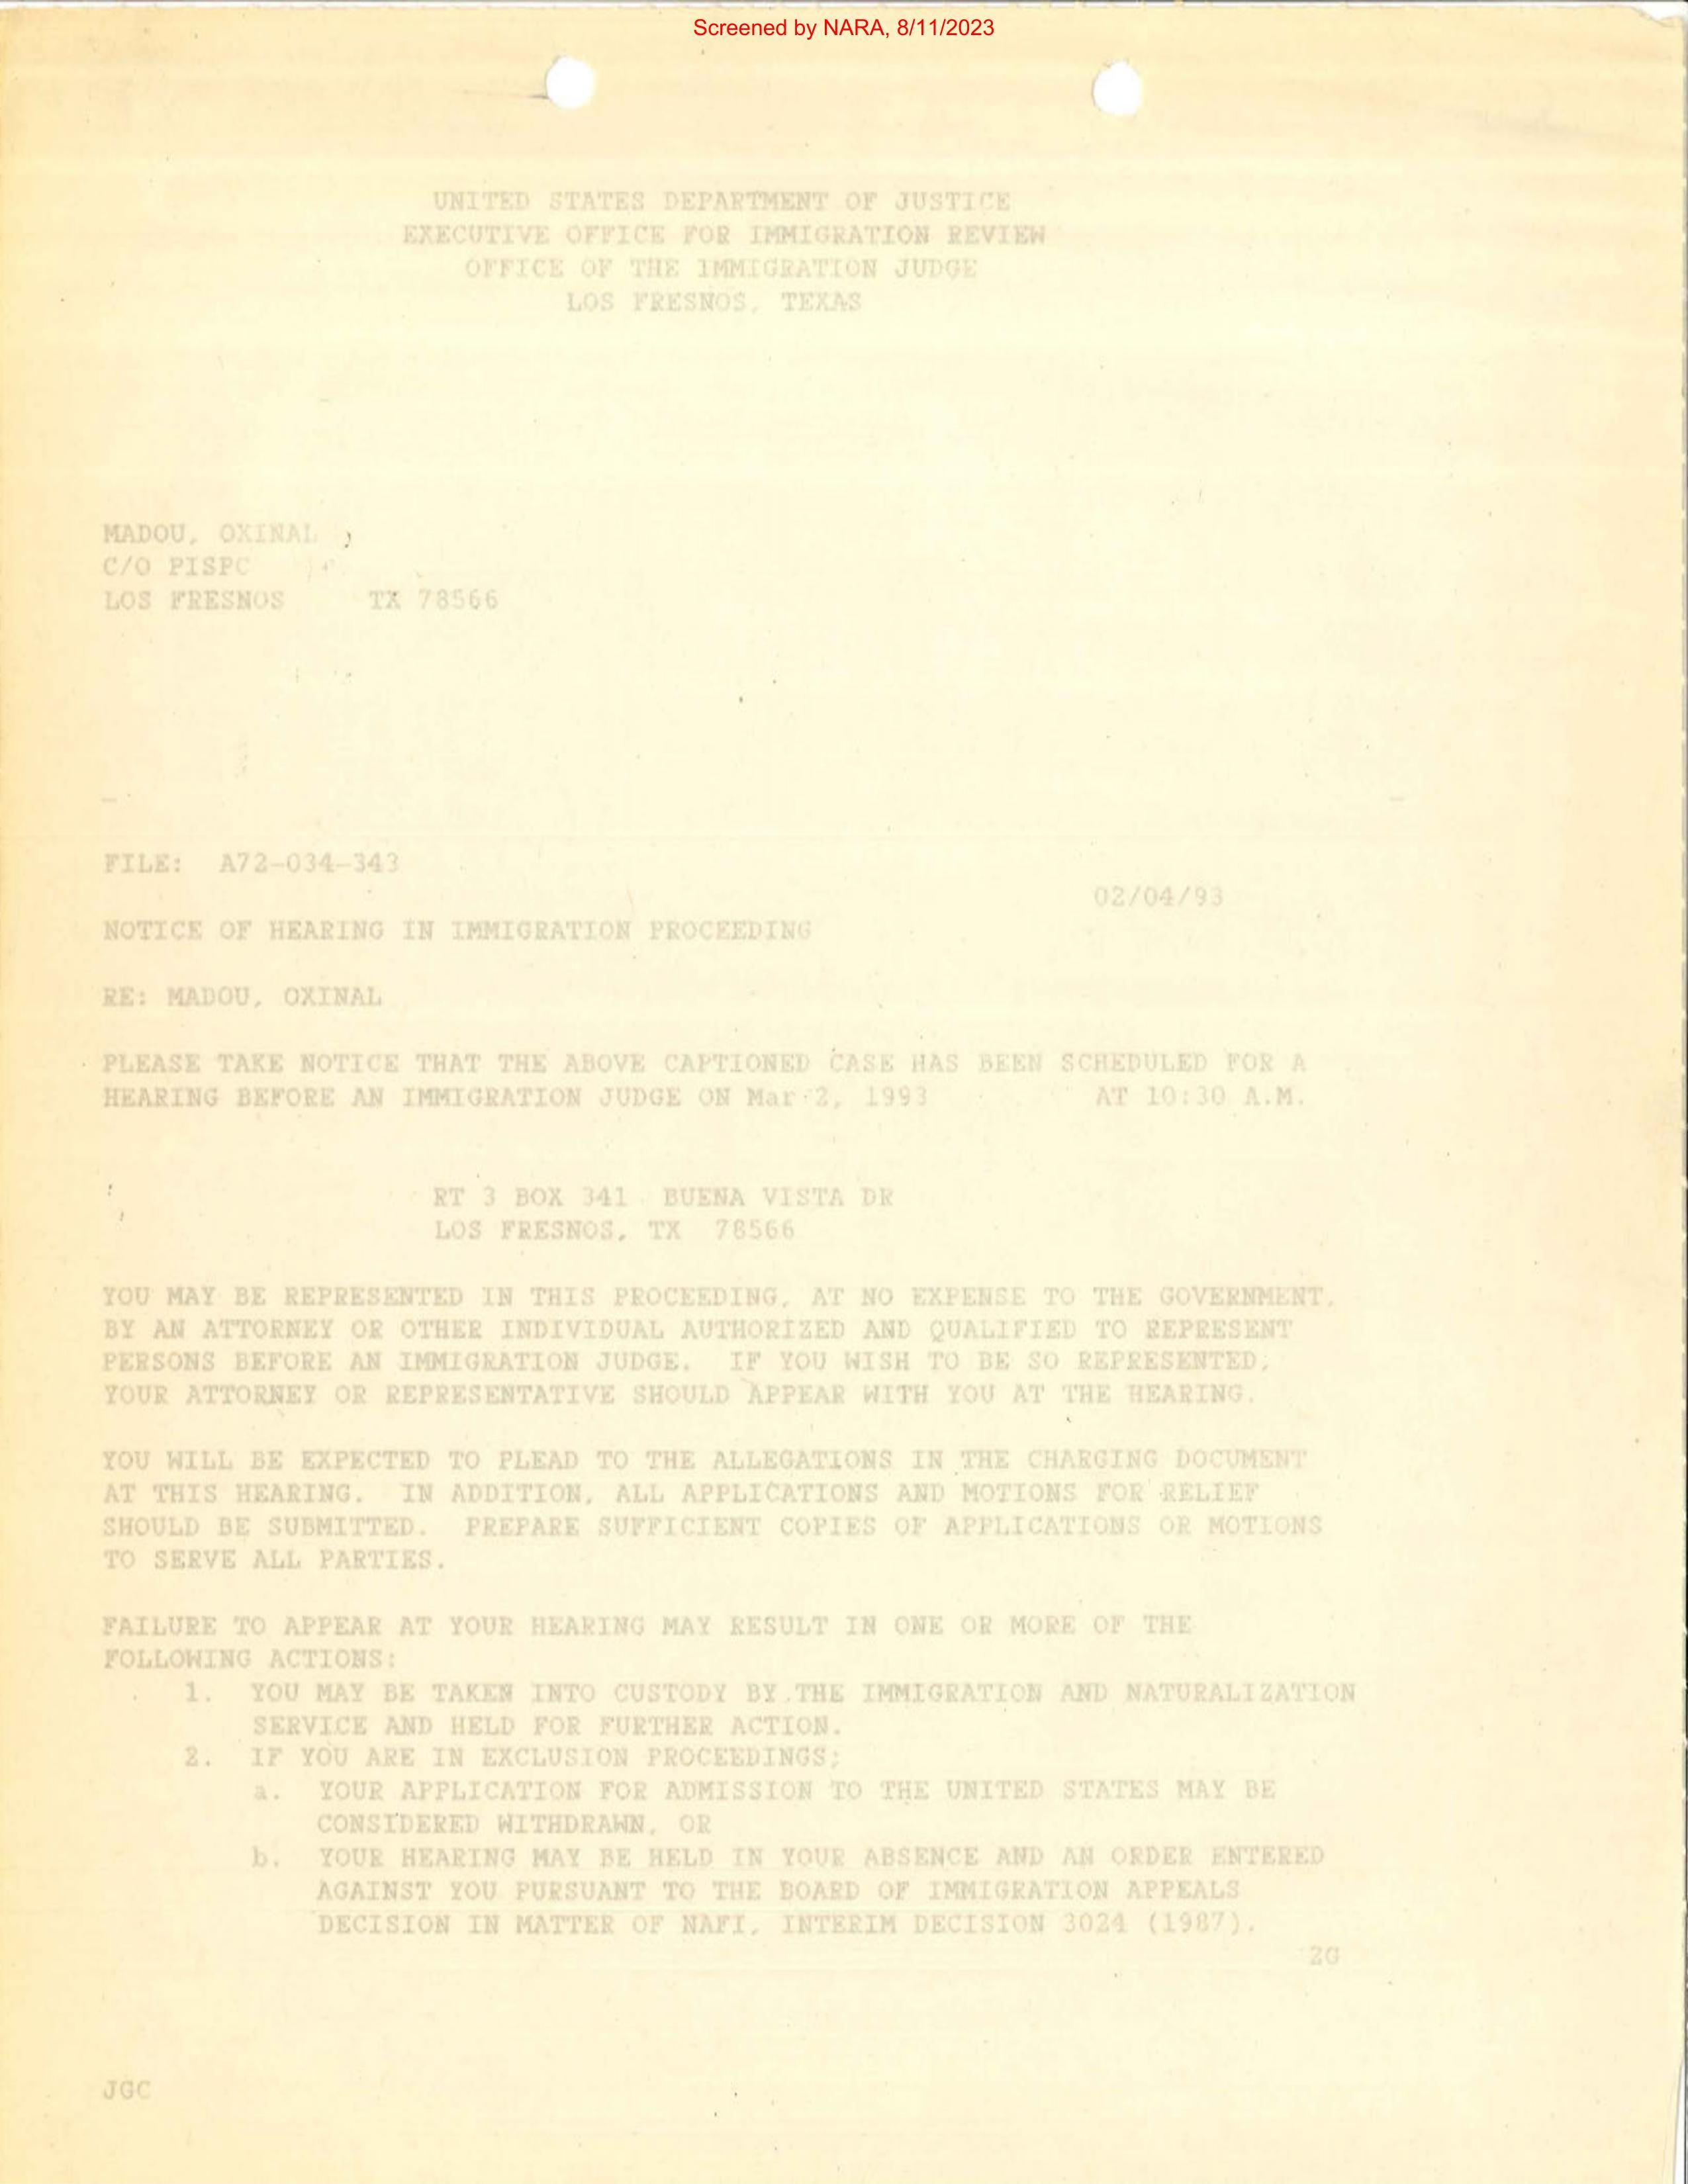 Screened by NARA, 8/11/2023
UNITED STATES DEPARTMENT OF JUSTICE
EXECUTIVE OFFICE FOR IMMIGRATION REVIEW
OFFICE OF THE IMMIGRATION JUDGE
LOS FRESNOS, TEXAS
MADOU, OXINAL
C/O PISPC
LOS FRESNOS TX 78566
FILE: A72-034-343
02/04/93
NOTICE OF HEARING IN IMMIGRATION PROCEEDING
RE: MADOU, OXINAL
PLEASE TAKE NOTICE THAT THE ABOVE CAPTIONED CASE HAS BEEN SCHEDULED FOR A
HEARING BEFORE AN IMMIGRATION JUDGE ON Mar 2, 1993 AT 10:30 A.M.
RT 3 BOX 341 BUENA VISTA DR
LOS FRESNOS, TX 78566
YOU MAY BE REPRESENTED IN THIS PROCEEDING, AT NO EXPENSE TO THE GOVERNMENT,
BY AN ATTORNEY OR OTHER INDIVIDUAL AUTHORIZED AND QUALIFIED TO REPRESENT
PERSONS BEFORE AN IMMIGRATION JUDGE. IF YOU WISH TO BE SO REPRESENTED,
YOUR ATTORNEY OR REPRESENTATIVE SHOULD APPEAR WITH YOU AT THE HEARING.
YOU WILL BE EXPECTED TO PLEAD TO THE ALLEGATIONS IN THE CHARGING DOCUMENT
AT THIS HEARING. IN ADDITION, ALL APPLICATIONS AND MOTIONS FOR RELIEF
SHOULD BE SUBMITTED. PREPARE SUFFICIENT COPIES OF APPLICATIONS OR MOTIONS
TO SERVE ALL PARTIES.
FAILURE TO APPEAR AT YOUR HEARING MAY RESULT IN ONE OR MORE OF THE
FOLLOWING ACTIONS:
1. YOU MAY BE TAKEN INTO CUSTODY BY THE IMMIGRATION AND NATURALIZATION
SERVICE AND HELD FOR FURTHER ACTION.
2. IF YOU ARE IN EXCLUSION PROCEEDINGS;
a. YOUR APPLICATION FOR ADMISSION TO THE UNITED STATES MAY BE
CONSIDERED WITHDRAWN, OR
b. YOUR HEARING MAY BE HELD IN YOUR ABSENCE AND AN ORDER ENTERED
AGAINST YOU PURSUANT TO THE BOARD OF IMMIGRATION APPEALS
DECISION IN MATTER OF NAFI, INTERIM DECISION 3024 (1987).
2G
JGC